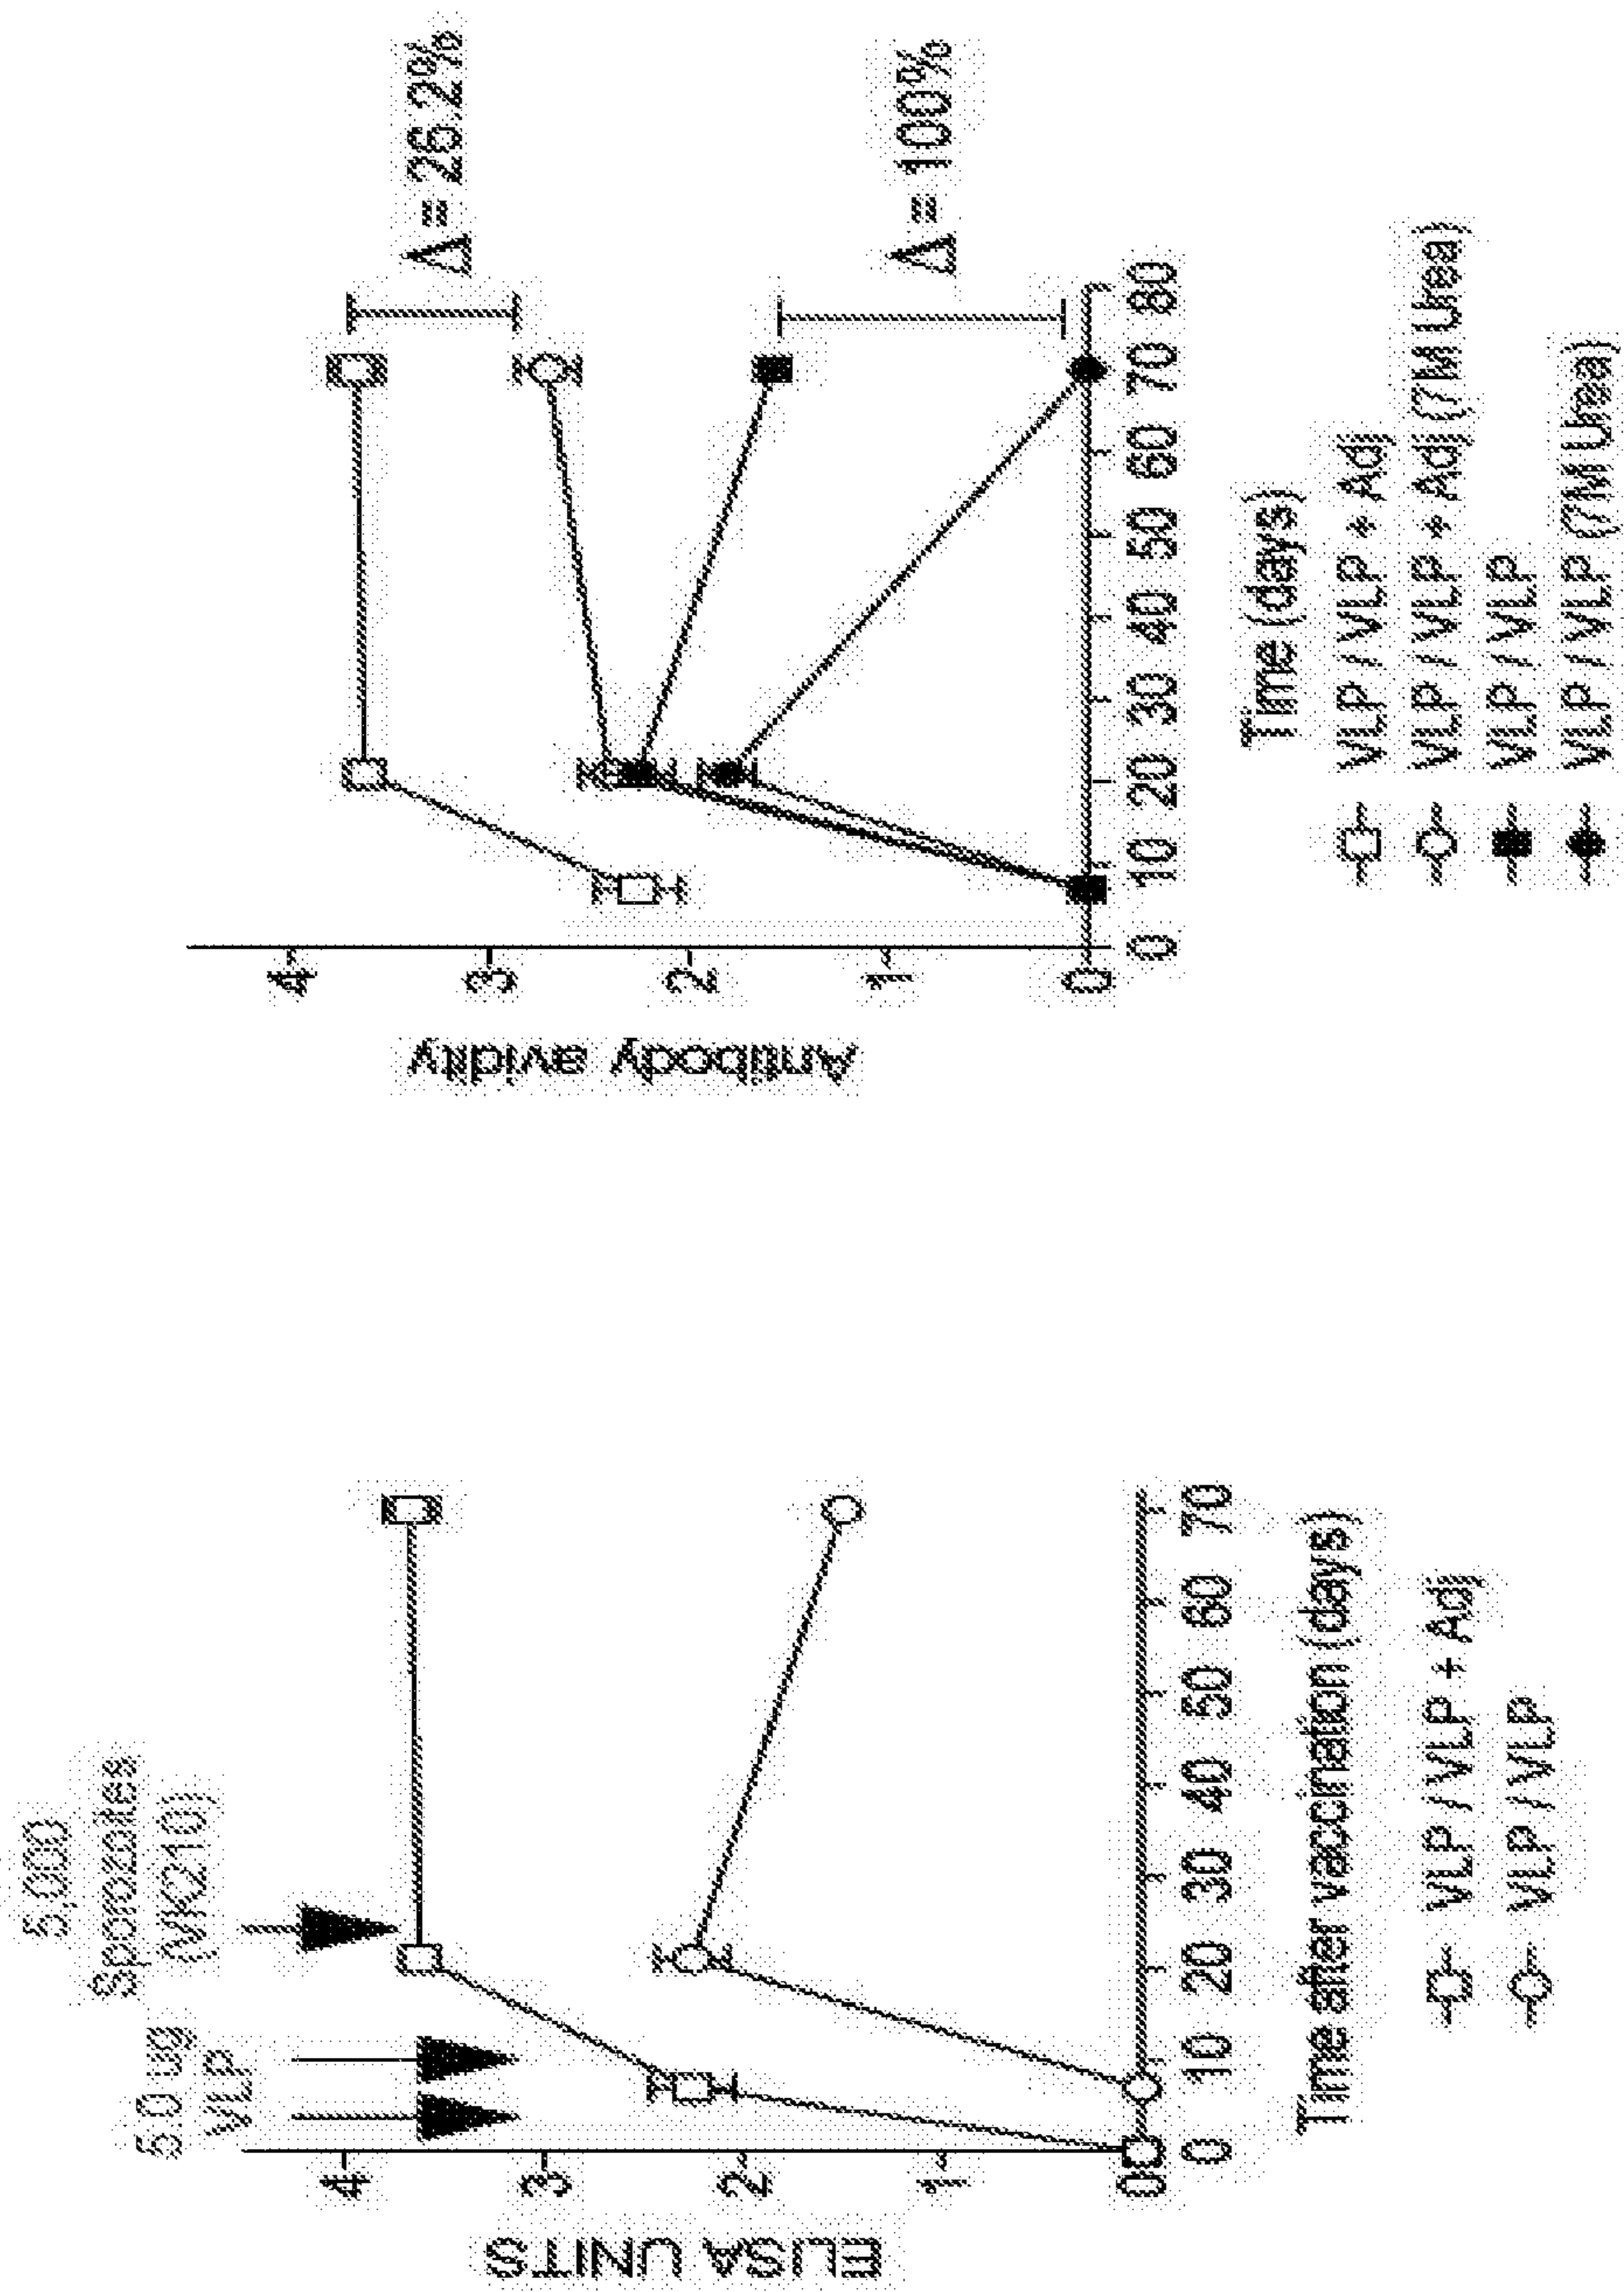 5.0 ug
VLP
5,000
Sporozoites
(VK210)
ELISA UNITS
4
3
2
1
0
0
10
20
30
40
50
60
70
Time after vaccination (days)
VLP / VLP + Adj
VLP / VLP
Antibody avidity
4
3
2
1
0
0
10
20
30
40
50
60
70
80
Δ = 26.2%
Δ = 100%
Time (days)
VLP / VLP + Adj
VLP / VLP + Adj (7M Urea)
VLP / VLP
VLP / VLP (7M Urea)